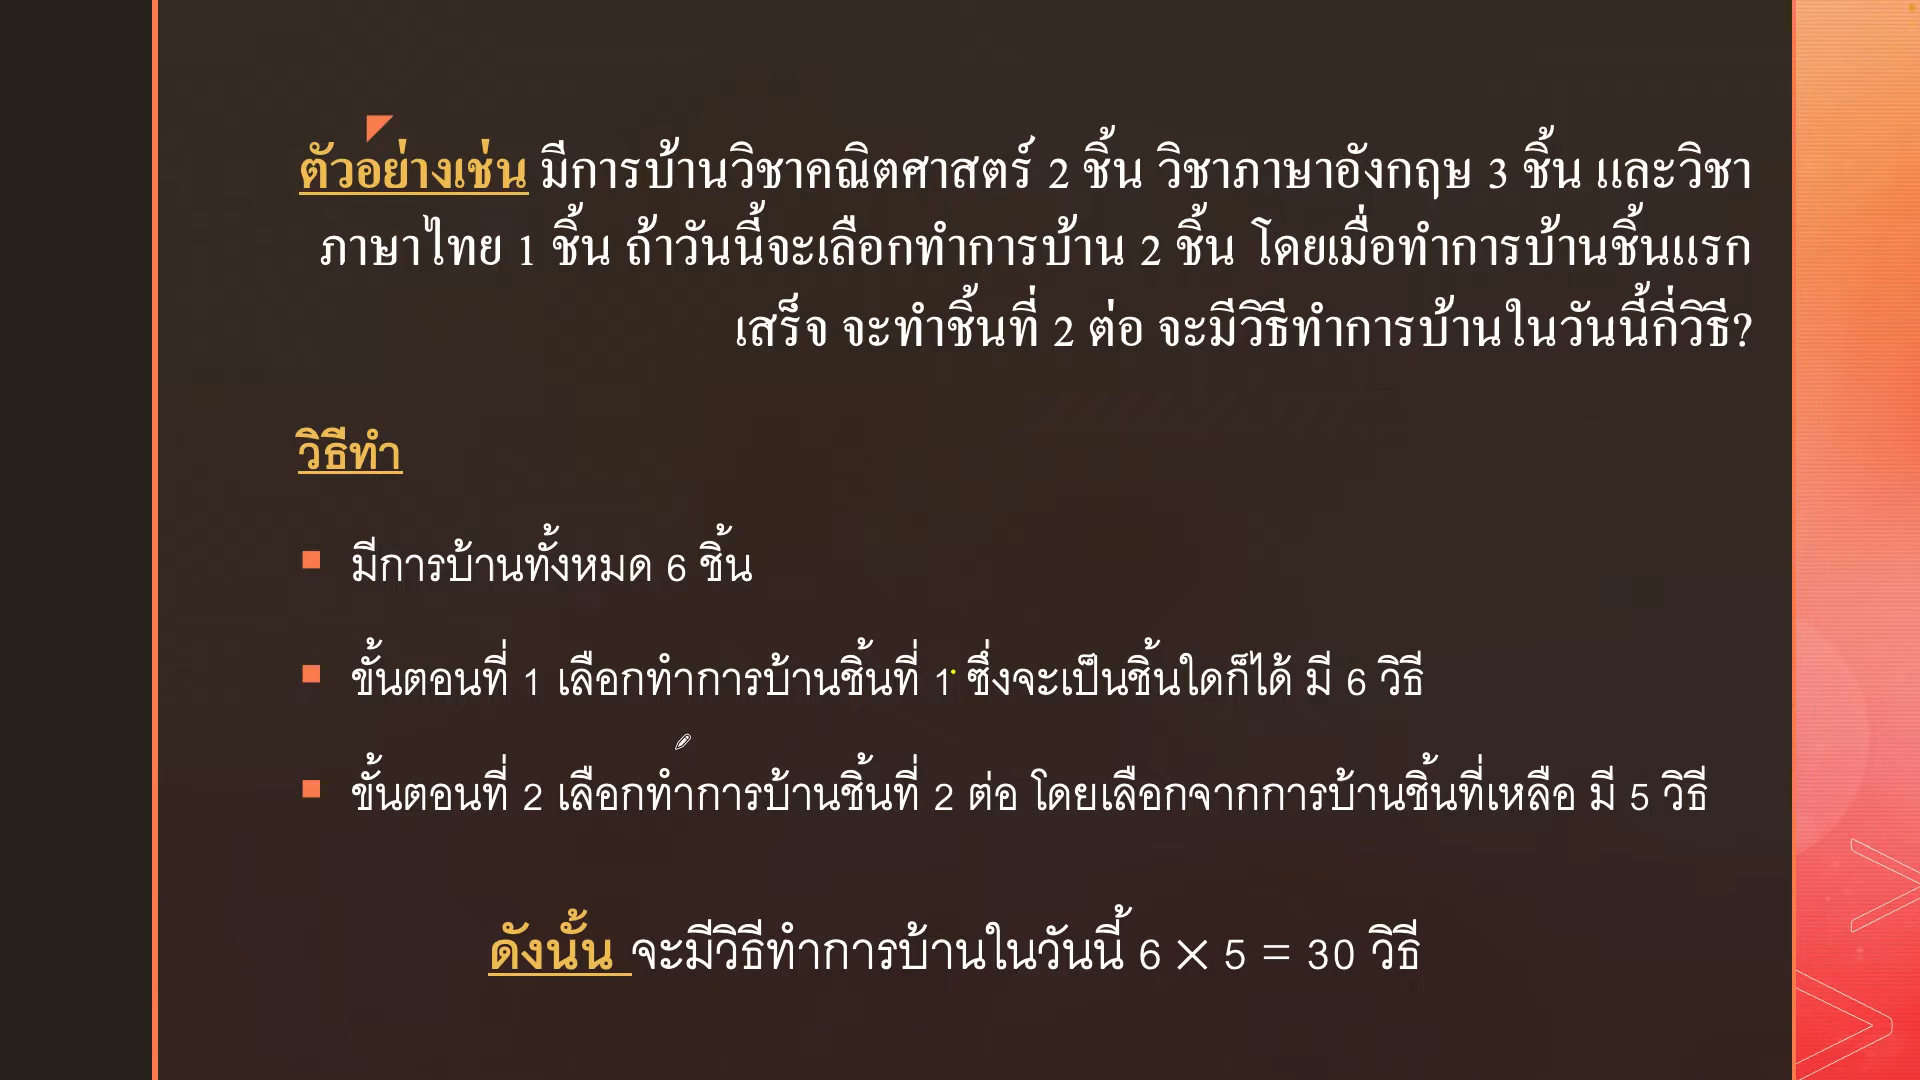 ตัวอย่างเช่น มีการบ้านวิชาคณิตศาสตร์ 2 ชิ้น วิชาภาษาอังกฤษ 3 ชิ้น และวิชา
ภาษาไทย 1 ชิ้น ถ้าวันนี้จะเลือกทำการบ้าน 2 ชิ้น โดยเมื่อทำการบ้านชิ้นแรก
เสร็จ จะทำชิ้นที่ 2 ต่อ จะมีวิธีทำการบ้านในวันนี้กี่วิธี?
วิธีทำ
มีการบ้านทั้งหมด 6 ชิ้น
ขั้นตอนที่ 1 เลือกทำการบ้านชิ้นที่ 1 ซึ่งจะเป็นชิ้นใดก็ได้ มี 6 วิธี
ขั้นตอนที่ 2 เลือกทำการบ้านชิ้นที่ 2 ต่อ โดยเลือกจากการบ้านชิ้นที่เหลือ มี 5 วิธี
ดังนั้น จะมีวิธีทำการบ้านในวันนี้ 6 × 5 = 30 วิธี